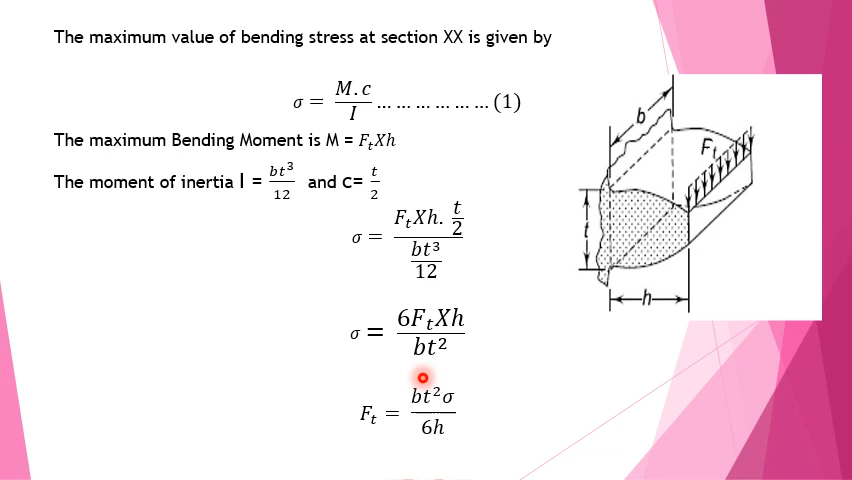 The maximum value of bending stress at section XX is given by
σ = M.c / I ... ... ... ... ... ... (1)
The maximum Bending Moment is M = FₜXh
The moment of inertia I = bt³ / 12 and c= t / 2
σ = FₜXh. t/2 / bt³/12
σ = 6FₜXh / bt²
Fₜ = bt²σ / 6h
b
Fₜ
t
h